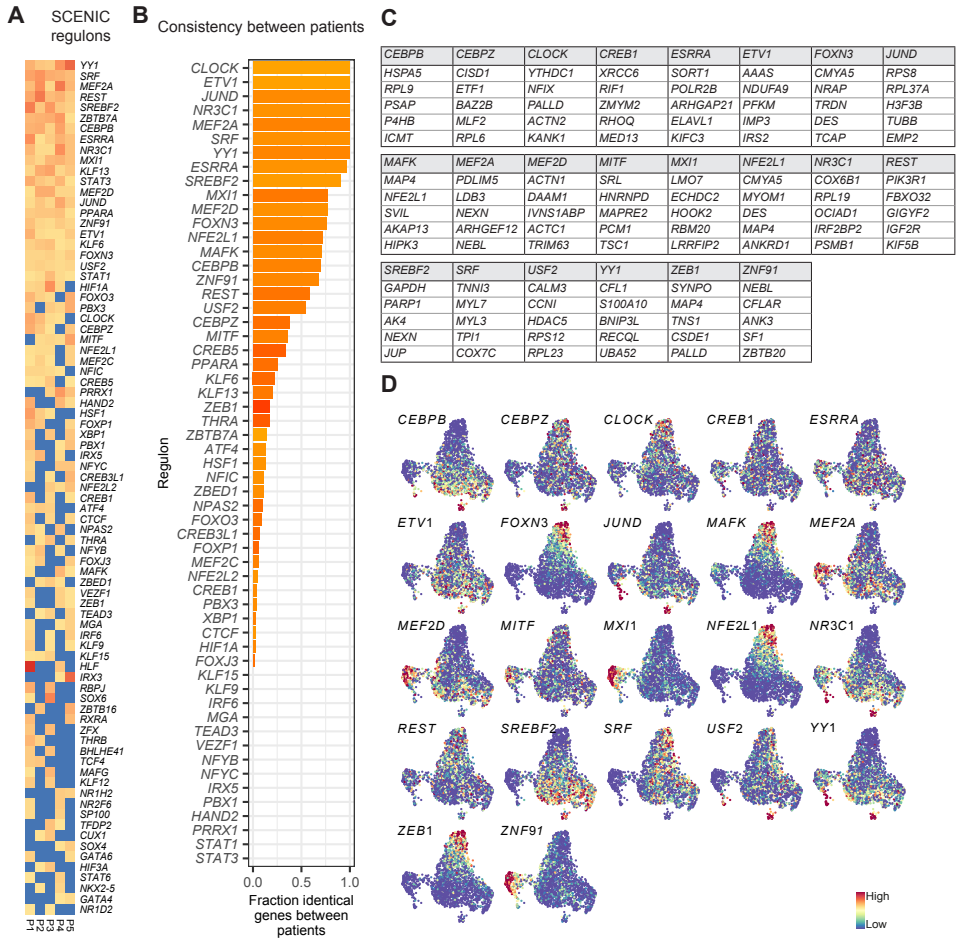 A
SCENIC
regulons
YY1
SRF
MEF2A
REST
SREBF2
ZBTB7A
CEBPB
ESRRA
NR3C1
MXI1
KLF13
STAT3
MEF2D
JUND
PPARA
ZNF91
ETV1
KLF6
FOXN3
USF2
STAT1
HIF1A
FOXO3
PBX3
CLOCK
CEBPZ
MITF
NFE2L1
MEF2C
NFIC
CREB5
PRRX1
HAND2
HSF1
FOXP1
XBP1
PBX1
IRX5
NFYC
CREB3L1
NFE2L2
CREB1
ATF4
CTCF
NPAS2
THRA
NFYB
FOXJ3
MAFK
ZBED1
VEZF1
ZEB1
TEAD3
MGA
IRF6
KLF9
KLF15
HLF
IRX3
RBPJ
SOX6
ZBTB16
RXRA
ZFX
THRB
BHLHE41
TCF4
MAFG
KLF12
NR1H2
NR2F6
SP100
TFDP2
CUX1
SOX4
GATA6
HIF3A
STAT6
NKX2-5
GATA4
NR1D2
P1 P2 P3 P4 P5
B
Consistency between patients
Regulon
CLOCK
ETV1
JUND
NR3C1
MEF2A
SRF
YY1
ESRRA
SREBF2
MXI1
MEF2D
FOXN3
NFE2L1
MAFK
CEBPB
ZNF91
REST
USF2
CEBPZ
MITF
CREB5
PPARA
KLF6
KLF13
ZEB1
THRA
ZBTB7A
ATF4
HSF1
NFIC
ZBED1
NPAS2
FOXO3
CREB3L1
FOXP1
MEF2C
NFE2L2
CREB1
PBX3
XBP1
CTCF
HIF1A
FOXJ3
KLF15
KLF9
IRF6
MGA
TEAD3
VEZF1
NFYB
NFYC
IRX5
PBX1
HAND2
PRRX1
STAT1
STAT3
0.0 0.5 1.0
Fraction identical
genes between
patients
C
CEBPB CEBPZ CLOCK CREB1 ESRRA ETV1 FOXN3 JUND
HSPA5 CISD1 YTHDC1 XRCC6 SORT1 AAAS CMYA5 RPS8
RPL9 ETF1 NFIX RIF1 POLR2B NDUFA9 NRAP RPL37A
PSAP BAZ2B PALLD ZMYM2 ARHGAP21 PFKM TRDN H3F3B
P4HB MLF2 ACTN2 RHOQ ELAVL1 IMP3 DES TUBB
ICMT RPL6 KANK1 MED13 KIFC3 IRS2 TCAP EMP2
MAFK MEF2A MEF2D MITF MXI1 NFE2L1 NR3C1 REST
MAP4 PDLIM5 ACTN1 SRL LMO7 CMYA5 COX6B1 PIK3R1
NFE2L1 LDB3 DAAM1 HNRNPD ECHDC2 MYOM1 RPL19 FBXO32
SVIL NEXN IVNS1ABP MAPRE2 HOOK2 DES OCIAD1 GIGYF2
AKAP13 ARHGEF12 ACTC1 PCM1 RBM20 MAP4 IRF2BP2 IGF2R
HIPK3 NEBL TRIM63 TSC1 LRRFIP2 ANKRD1 PSMB1 KIF5B
SREBF2 SRF USF2 YY1 ZEB1 ZNF91
GAPDH TNNI3 CALM3 CFL1 SYNPO NEBL
PARP1 MYL7 CCNI S100A10 MAP4 CFLAR
AK4 MYL3 HDAC5 BNIP3L TNS1 ANK3
NEXN TPI1 RPS12 RECQL CSDE1 SF1
JUP COX7C RPL23 UBA52 PALLD ZBTB20
D
CEBPB CEBPZ CLOCK CREB1 ESRRA
ETV1 FOXN3 JUND MAFK MEF2A
MEF2D MITF MXI1 NFE2L1 NR3C1
REST SREBF2 SRF USF2 YY1
ZEB1 ZNF91
High
Low